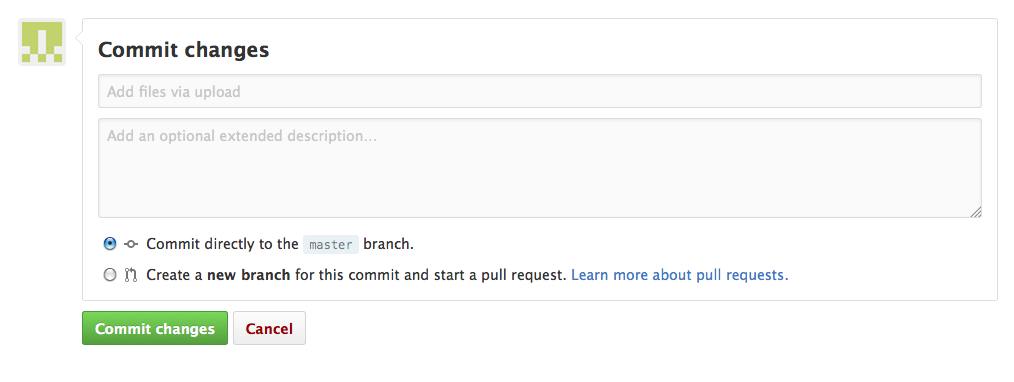 Commit changes
Add files via upload
Add an optional extended description...
Commit directly to the master branch.
Create a new branch for this commit and start a pull request. Learn more about pull requests.
Commit changes Cancel